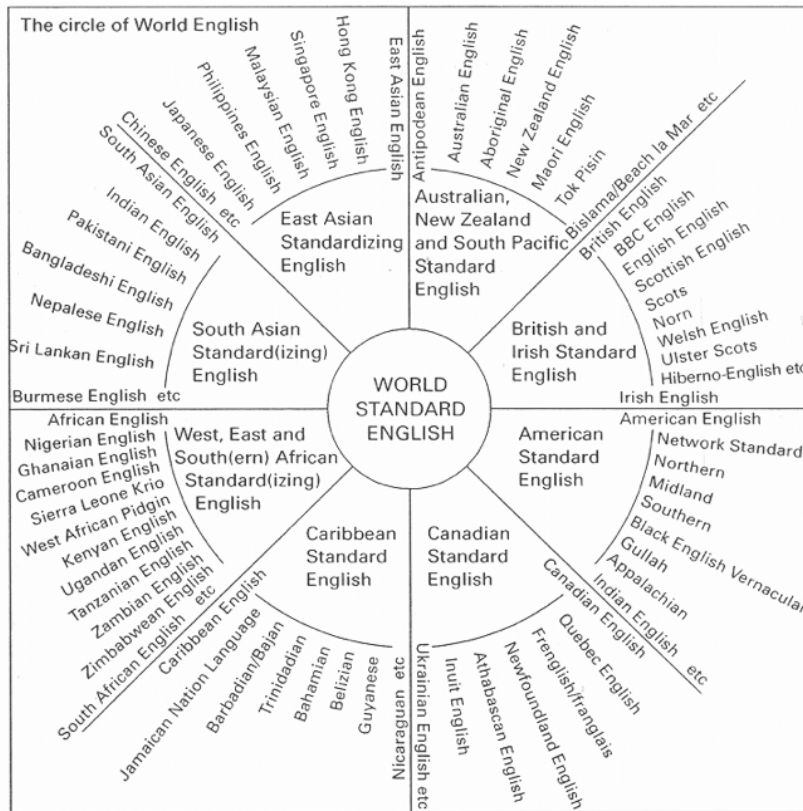 The circle of World English
East Asian English
Hong Kong English
Singapore English
Malaysian English
Philippines English
Japanese English
Chinese English etc
East Asian
Standardizing
English
Antipodean English
Australian English
Aboriginal English
New Zealand English
Maori English
Tok Pisin
Bislama/Beach la Mar etc
Australian,
New Zealand
and South Pacific
Standard
English
British English
BBC English
English English
Scottish English
Scots
Norn
Welsh English
Ulster Scots
Hiberno-English etc
Irish English
British and
Irish Standard
English
American English
Network Standard
Northern
Midland
Southern
Black English Vernacular
Gullah
Appalachian
Indian English etc
American
Standard
English
Canadian English
Quebec English
Frenglish/franglais
Newfoundland English
Athabascan English
Inuit English
Ukrainian English etc
Canadian
Standard
English
Caribbean English
Jamaican Nation Language
Barbadian/Bajan
Trinidadian
Bahamian
Belizian
Guyanese
Nicaraguan etc
Caribbean
Standard
English
African English
Nigerian English
Ghanaian English
Cameroon English
Sierra Leone Krio
West African Pidgin
Kenyan English
Ugandan English
Tanzanian English
Zambian English
Zimbabwean English
South African English etc
West, East and
South(ern) African
Standard(izing)
English
South Asian English
Indian English
Pakistani English
Bangladeshi English
Nepalese English
Sri Lankan English
Burmese English etc
South Asian
Standard(izing)
English
WORLD
STANDARD
ENGLISH